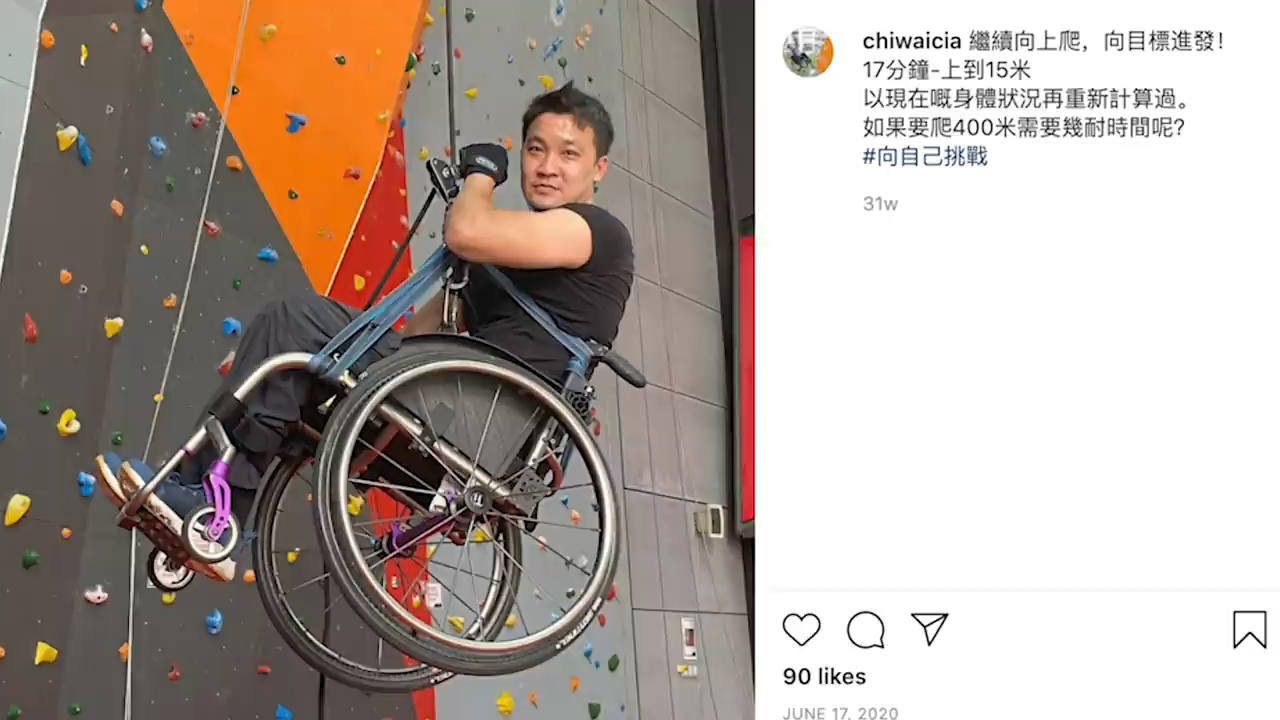 chiwaicia 繼續向上爬，向目標進發！
17分鐘-上到15米
以現在嘅身體狀況再重新計算過。
如果要爬400米需要幾耐時間呢?
#向自己挑戰
31w
90 likes
JUNE 17, 2020